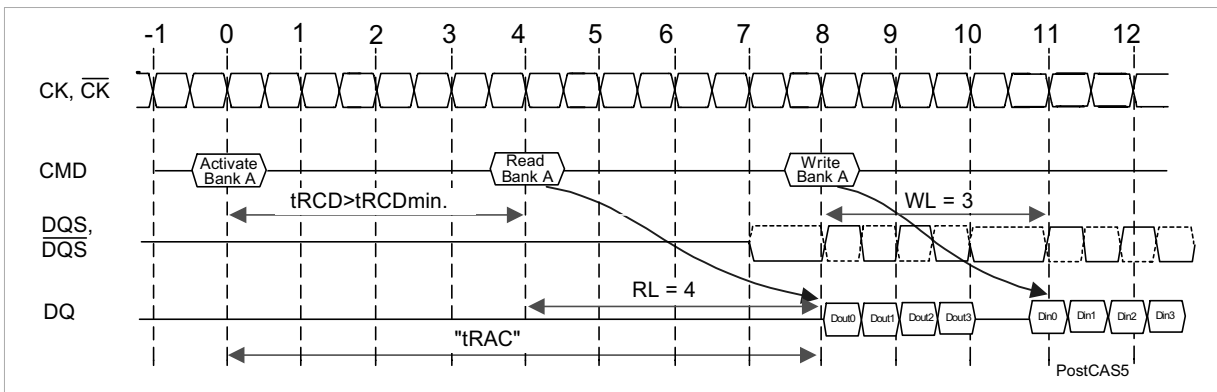 -1 0 1 2 3 4 5 6 7 8 9 10 11 12
CK, CK
CMD
Activate
Bank A
Read
Bank A
Write
Bank A
tRCD>tRCDmin.
WL = 3
DQS,
DQS
RL = 4
DQ
Dout0 Dout1 Dout2 Dout3
Din0 Din1 Din2 Din3
"tRAC"
PostCAS5